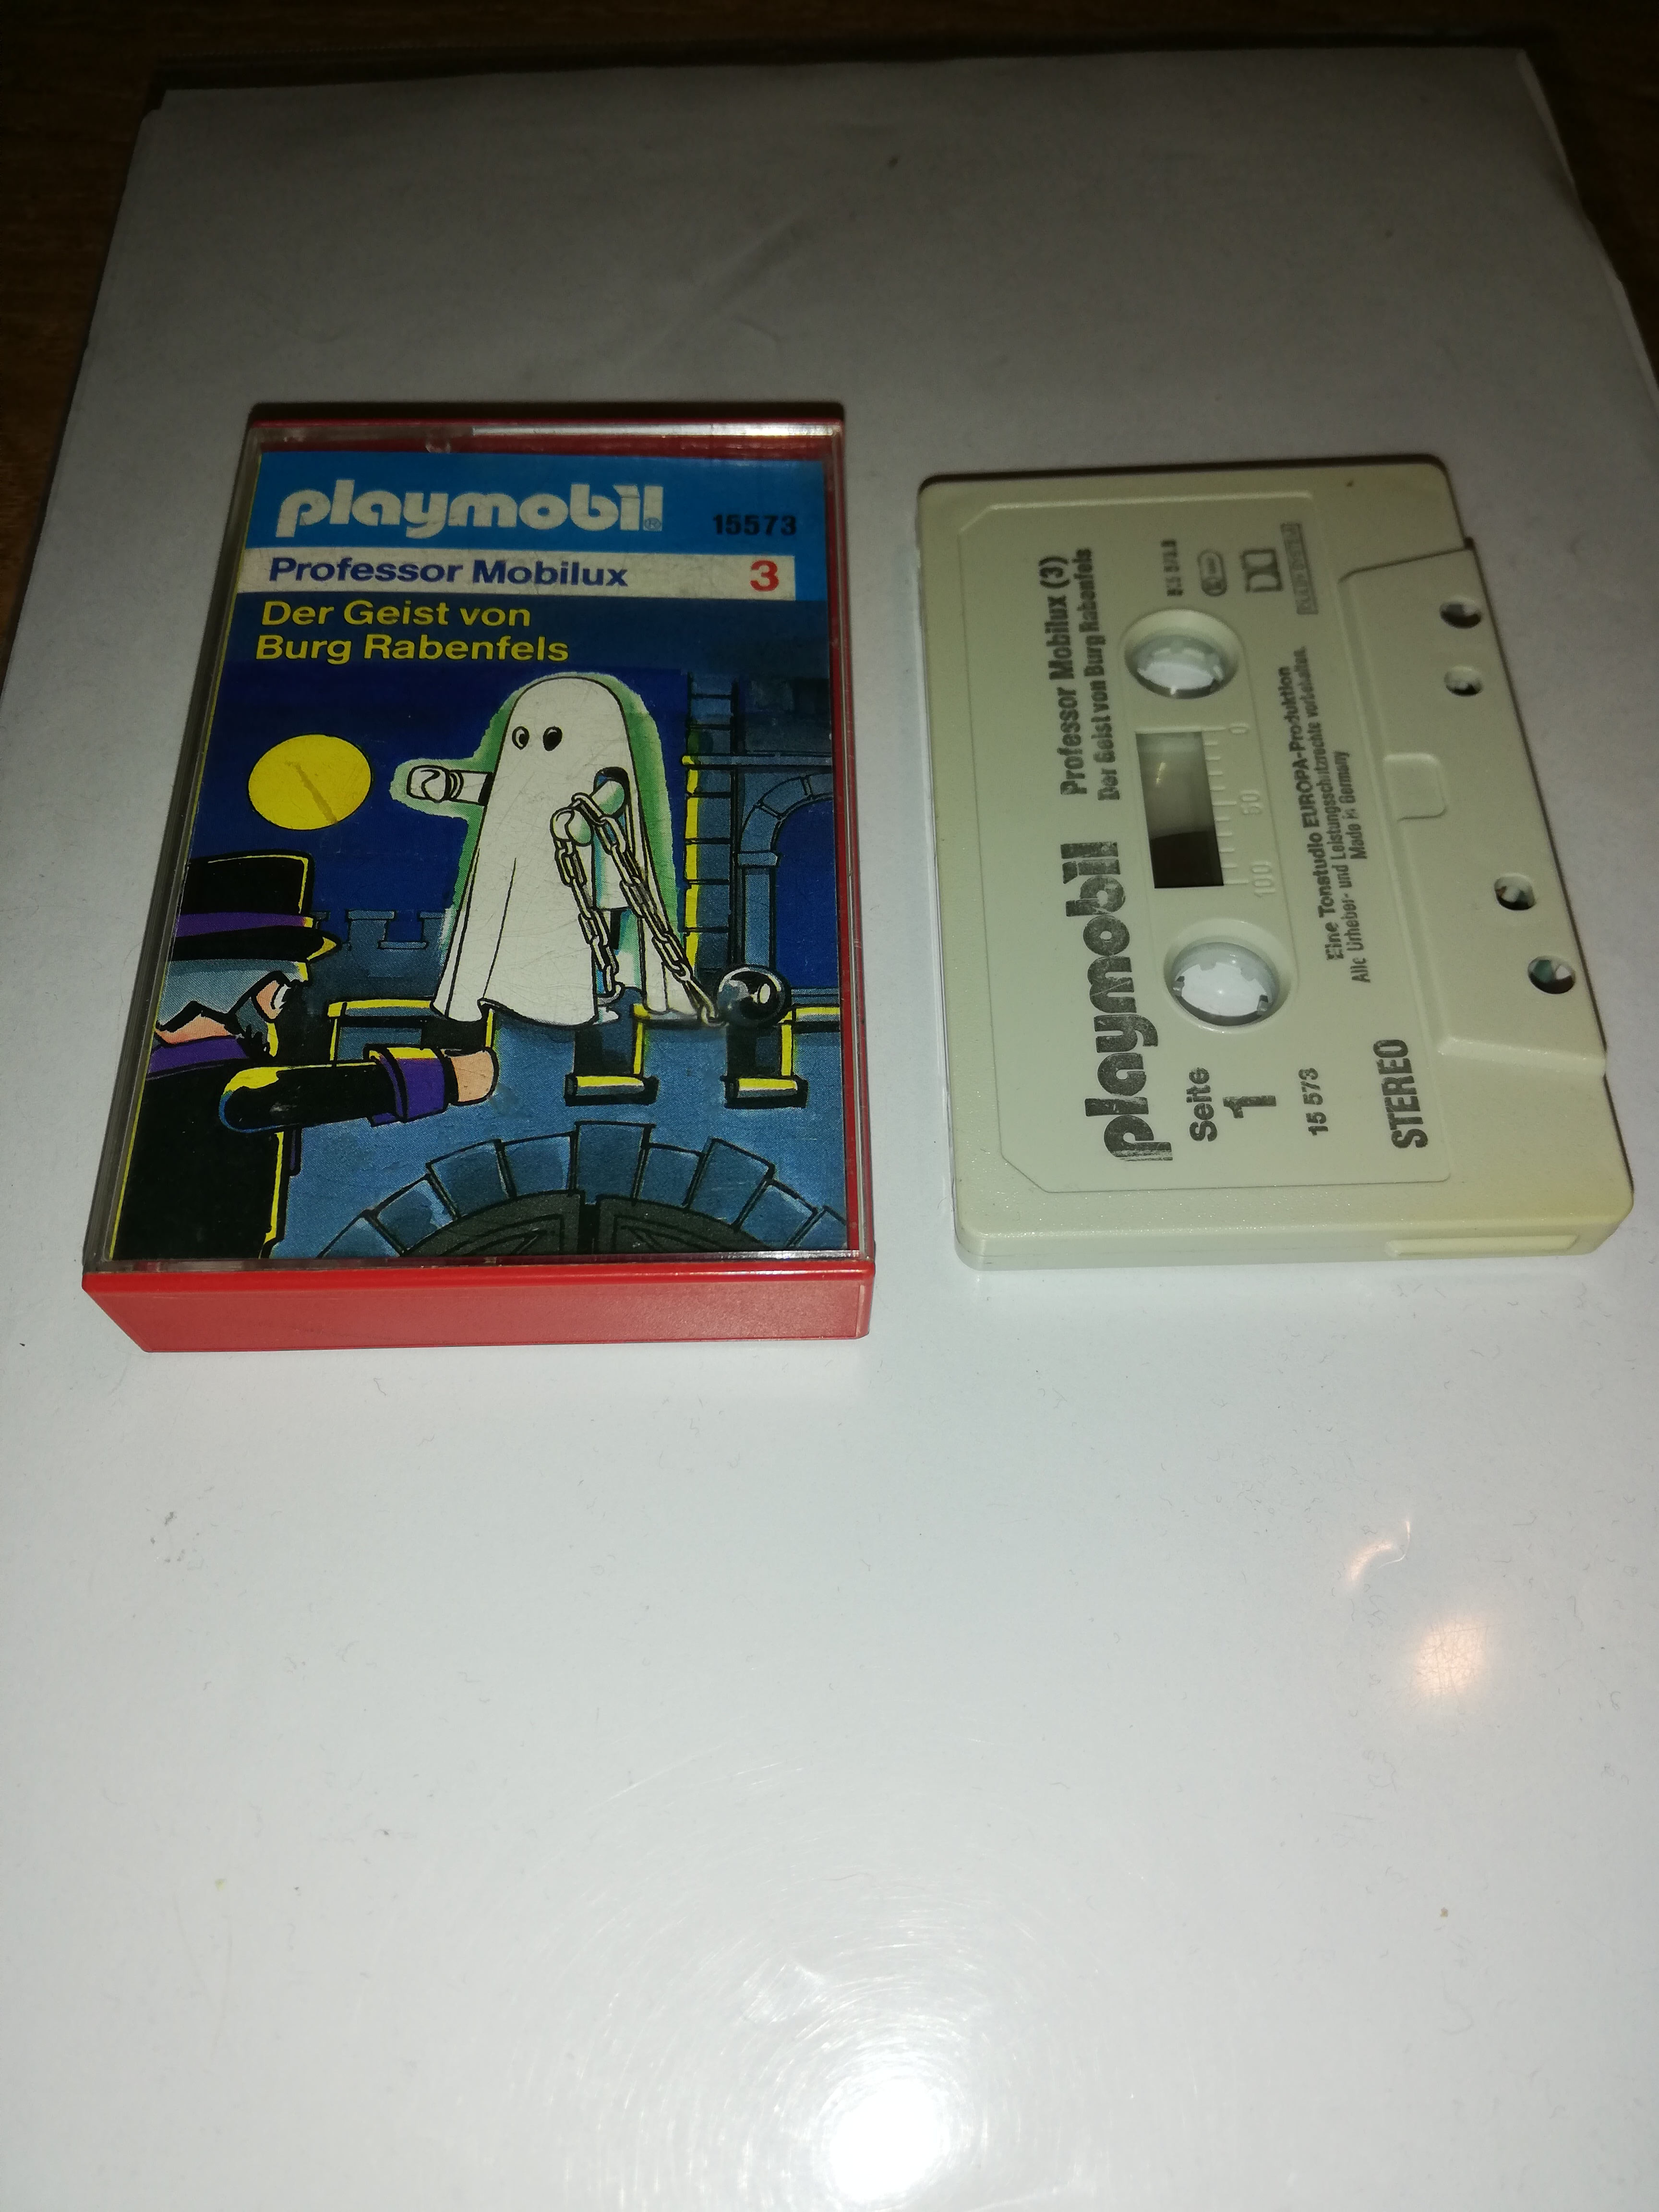 playmobil®
15573
Professor Mobilux 3
Der Geist von
Burg Rabenfels
playmobil
Professor Mobilux (3)
Der Geist von Burg Rabenfels
Seite
1
100 50 0
15 573
Eine Tonstudio EUROPA-Produktion
Alle Urheber- und Leistungsschutzrechte vorbehalten.
Made in Germany
STEREO